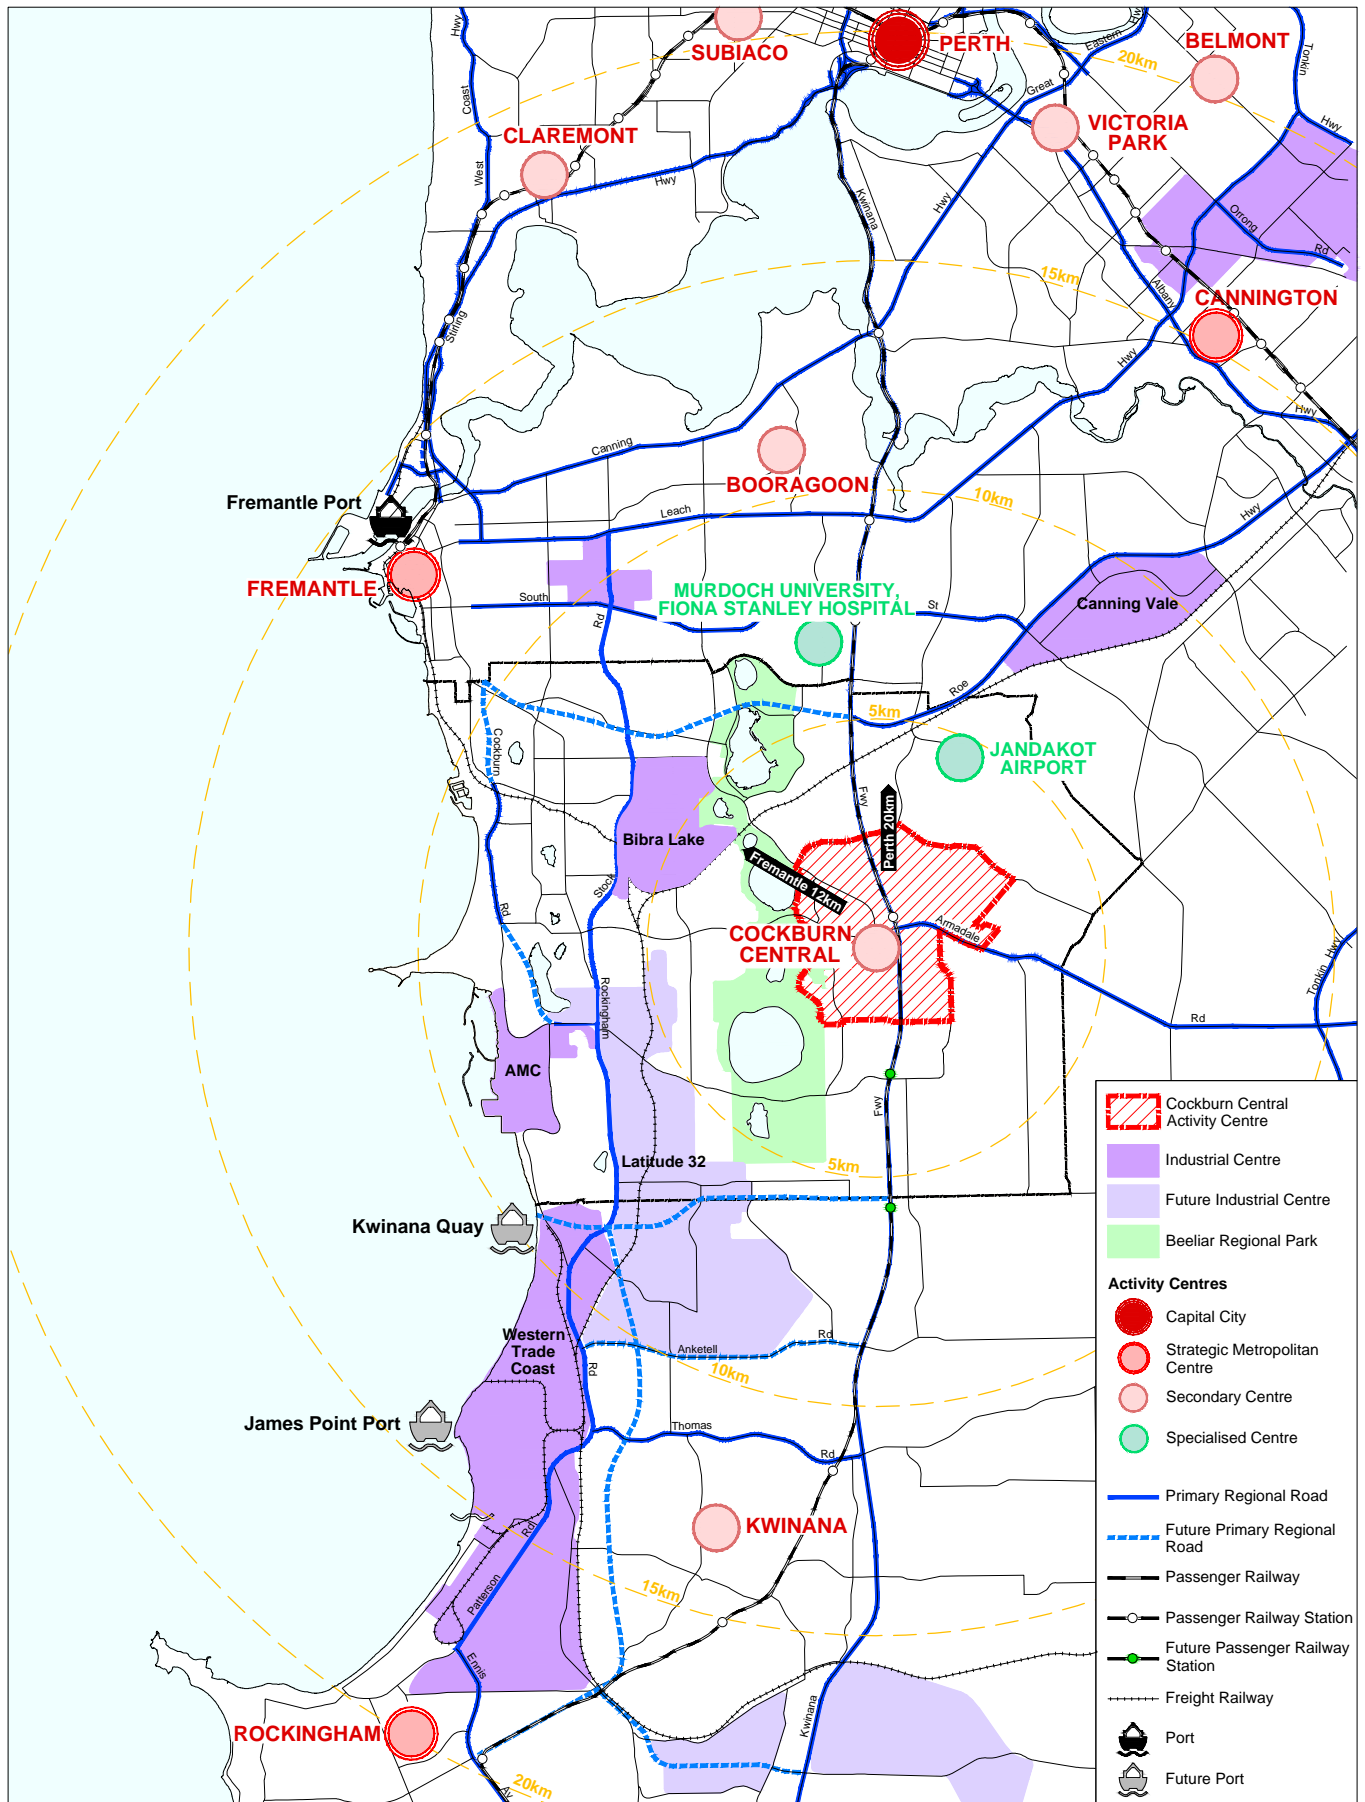 Hwy
SUBIACO
PERTH
Eastern
Hwy
BELMONT
Tonkin
20km
Coast
Great
Hwy
CLAREMONT
VICTORIA
PARK
West
Hwy
Kwinana
Hwy
Orrong
Rd
15km
Albany
CANNINGTON
Stirling
Hwy
Hwy
Canning
BOORAGOON
10km
Fremantle Port
Leach
Hwy
FREMANTLE
MURDOCH UNIVERSITY,
FIONA STANLEY HOSPITAL
South
St
Canning Vale
Rd
Roe
5km
Cockburn
JANDAKOT
AIRPORT
Fwy
Perth 20km
Bibra Lake
Fremantle 12km
Stock
Rd
COCKBURN
CENTRAL
Armadale
Tonkin Hwy
Rockingham
Rd
AMC
Fwy
Latitude 32
5km
Kwinana Quay
Western
Trade
Coast
Rd
Anketell
Rd
10km
James Point Port
Thomas
Rd
Rd
KWINANA
15km
Patterson
Ennis
ROCKINGHAM
Kwinana
20km
Av
Cockburn Central
Activity Centre
Industrial Centre
Future Industrial Centre
Beeliar Regional Park
Activity Centres
Capital City
Strategic Metropolitan
Centre
Secondary Centre
Specialised Centre
Primary Regional Road
Future Primary Regional
Road
Passenger Railway
Passenger Railway Station
Future Passenger Railway
Station
Freight Railway
Port
Future Port